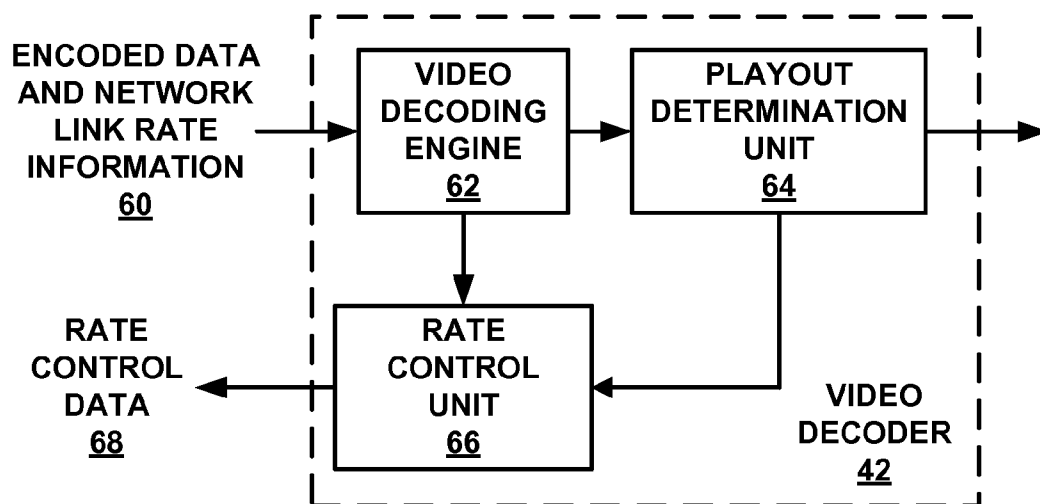 ENCODED DATA
AND NETWORK
LINK RATE
INFORMATION
60
VIDEO
DECODING
ENGINE
62
PLAYOUT
DETERMINATION
UNIT
64
RATE
CONTROL
DATA
68
RATE
CONTROL
UNIT
66
VIDEO
DECODER
42